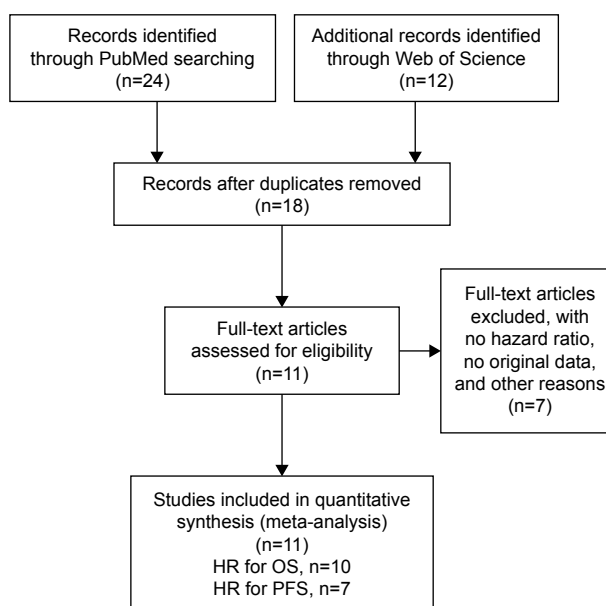 Records identified
through PubMed searching
(n=24)
Additional records identified
through Web of Science
(n=12)
Records after duplicates removed
(n=18)
Full-text articles
assessed for eligibility
(n=11)
Full-text articles
excluded, with
no hazard ratio,
no original data,
and other reasons
(n=7)
Studies included in quantitative
synthesis (meta-analysis)
(n=11)
HR for OS, n=10
HR for PFS, n=7